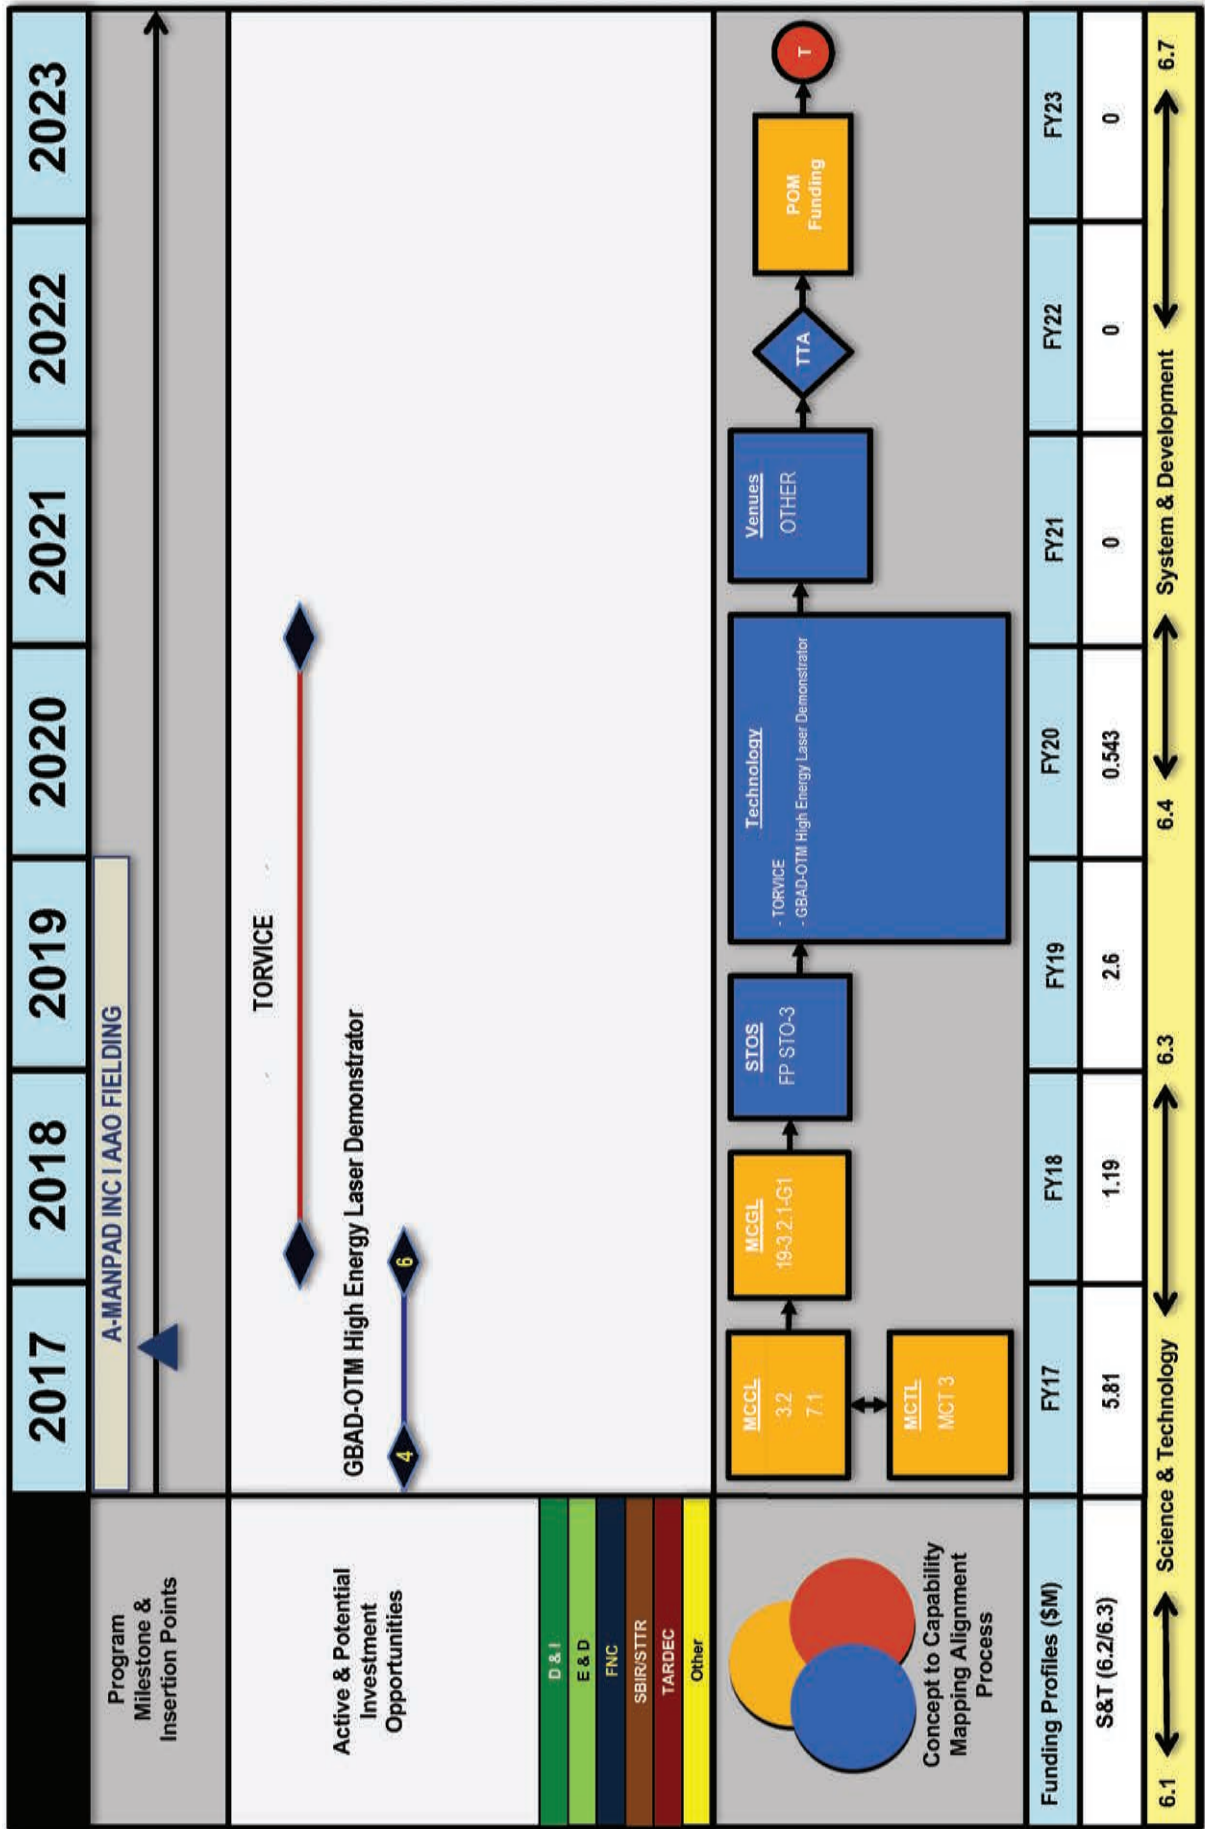 2017
2018
2019
2020
2021
2022
2023
Program
Milestone &
Insertion Points
A-MANPAD INC I AAO FIELDING
Active & Potential
Investment
Opportunities
TORVICE
GBAD-OTM High Energy Laser Demonstrator
4
6
D & I
E & D
FNC
SBIR/STTR
TARDEC
Other
Concept to Capability
Mapping Alignment
Process
MCCL
3.2
7.1
MCTL
MCT 3
MCGL
19-3.2.1-G1
STOS
FP STO-3
Technology
- TORVICE
- GBAD-OTM High Energy Laser Demonstrator
Venues
OTHER
TTA
POM
Funding
T
Funding Profiles ($M)
FY17
FY18
FY19
FY20
FY21
FY22
FY23
S&T (6.2/6.3)
5.81
1.19
2.6
0.543
0
0
0
6.1
Science & Technology
6.3
6.4
System & Development
6.7